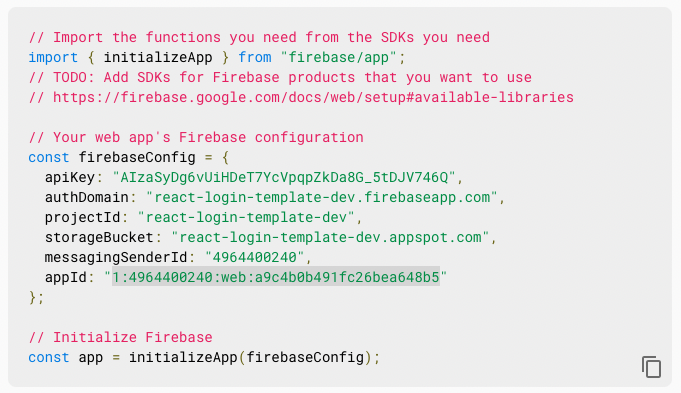 // Import the functions you need from the SDKs you need
import { initializeApp } from "firebase/app";
// TODO: Add SDKs for Firebase products that you want to use
// https://firebase.google.com/docs/web/setup#available-libraries
// Your web app's Firebase configuration
const firebaseConfig = {
apiKey: "AIzaSyDg6vUiHDeT7YcVpqpZkDa8G_5tDJV746Q",
authDomain: "react-login-template-dev.firebaseapp.com",
projectId: "react-login-template-dev",
storageBucket: "react-login-template-dev.appspot.com",
messagingSenderId: "4964400240",
appId: "1:4964400240:web:a9c4b0b491fc26bea648b5"
};
// Initialize Firebase
const app = initializeApp(firebaseConfig);